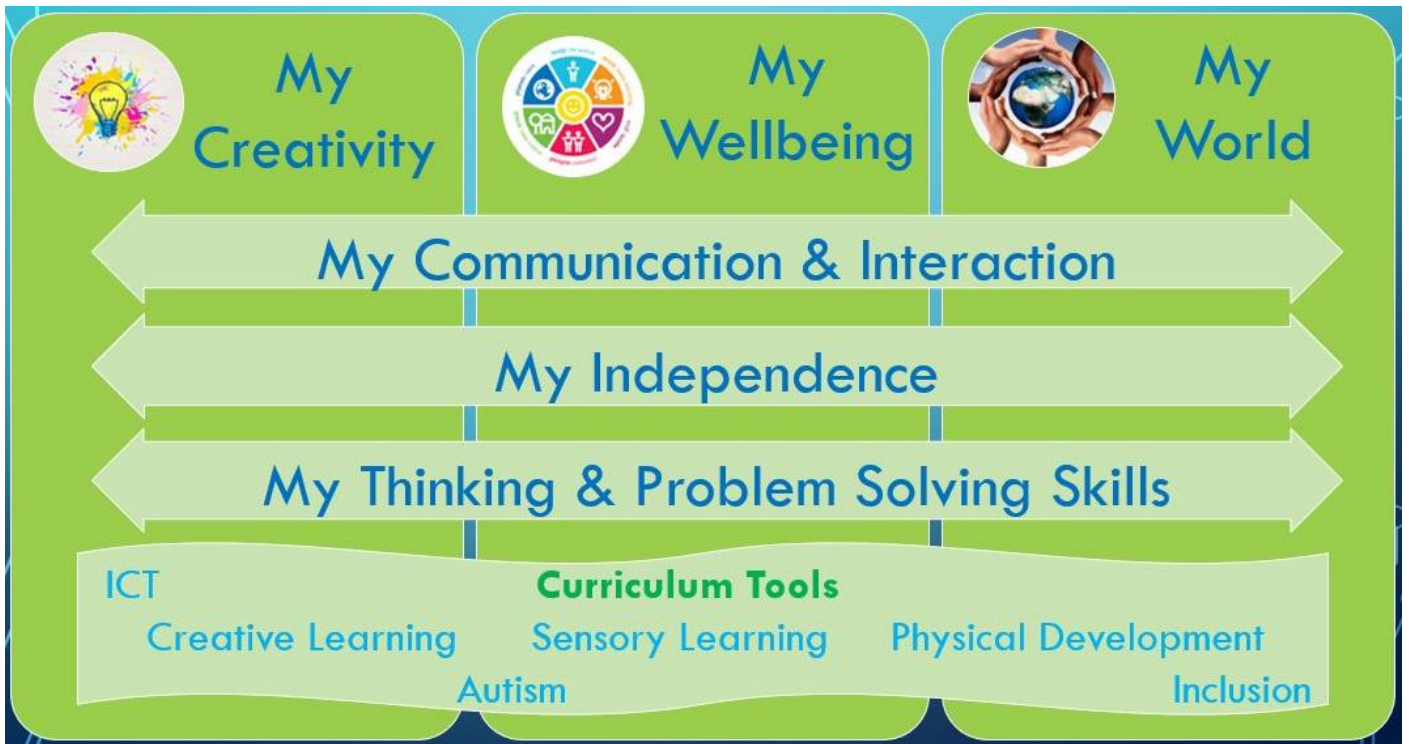 My
Creativity
My
Wellbeing
My
World
My Communication & Interaction
My Independence
My Thinking & Problem Solving Skills
ICT
Curriculum Tools
Creative Learning
Sensory Learning
Physical Development
Autism
Inclusion